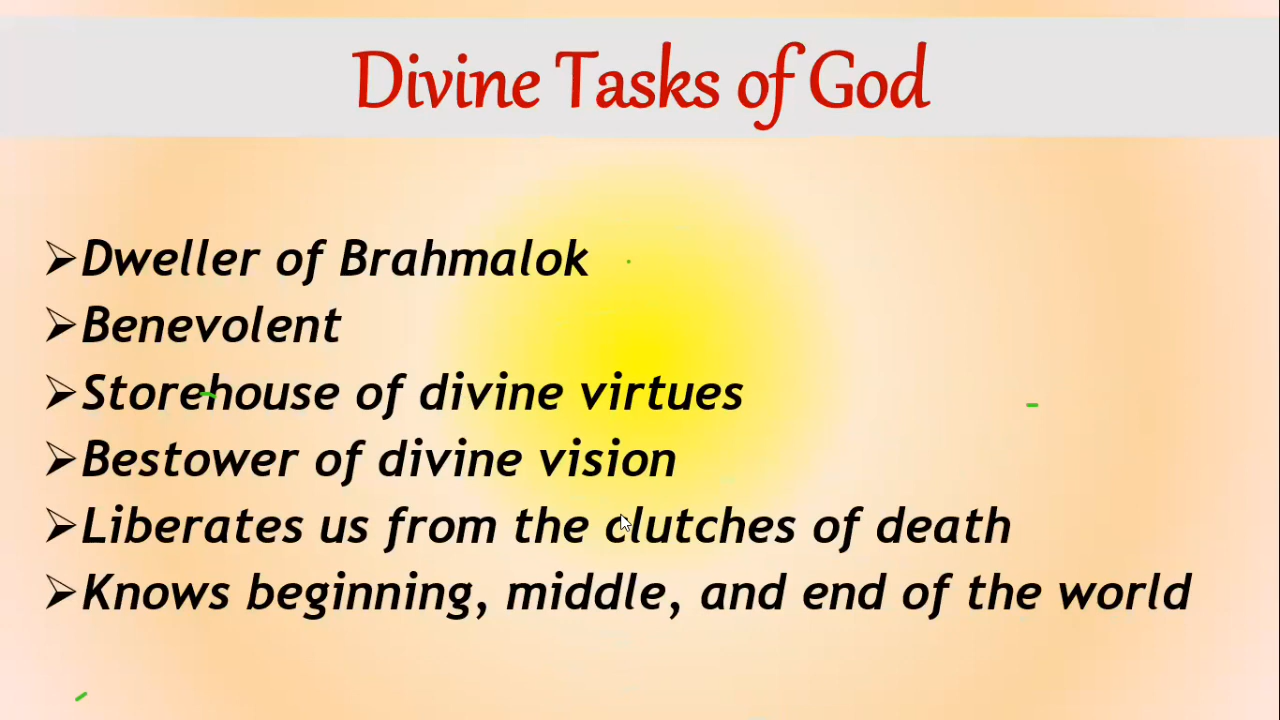 Divine Tasks of God
➢Dweller of Brahmalok
➢Benevolent
➢Storehouse of divine virtues
➢Bestower of divine vision
➢Liberates us from the clutches of death
➢Knows beginning, middle, and end of the world